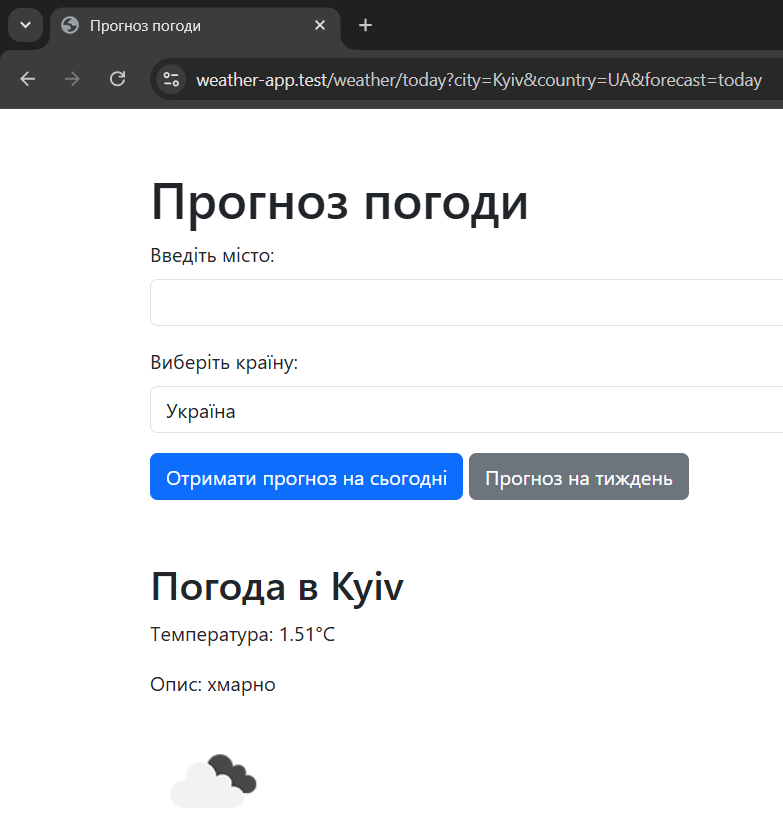 Прогноз погоди
weather-app.test/weather/today?city=Kyiv&country=UA&forecast=today
Прогноз погоди
Введіть місто:
Виберіть країну:
Україна
Отримати прогноз на сьогодні Прогноз на тиждень
Погода в Kyiv
Температура: 1.51°C
Опис: хмарно